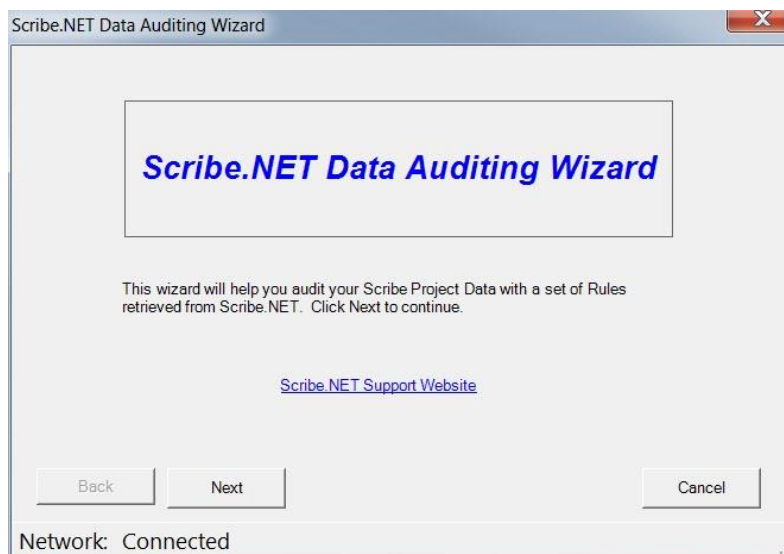 Scribe.NET Data Auditing Wizard
X
Scribe.NET Data Auditing Wizard
This wizard will help you audit your Scribe Project Data with a set of Rules
retrieved from Scribe.NET.  Click Next to continue.
Scribe.NET Support Website
Back Next Cancel
Network:  Connected